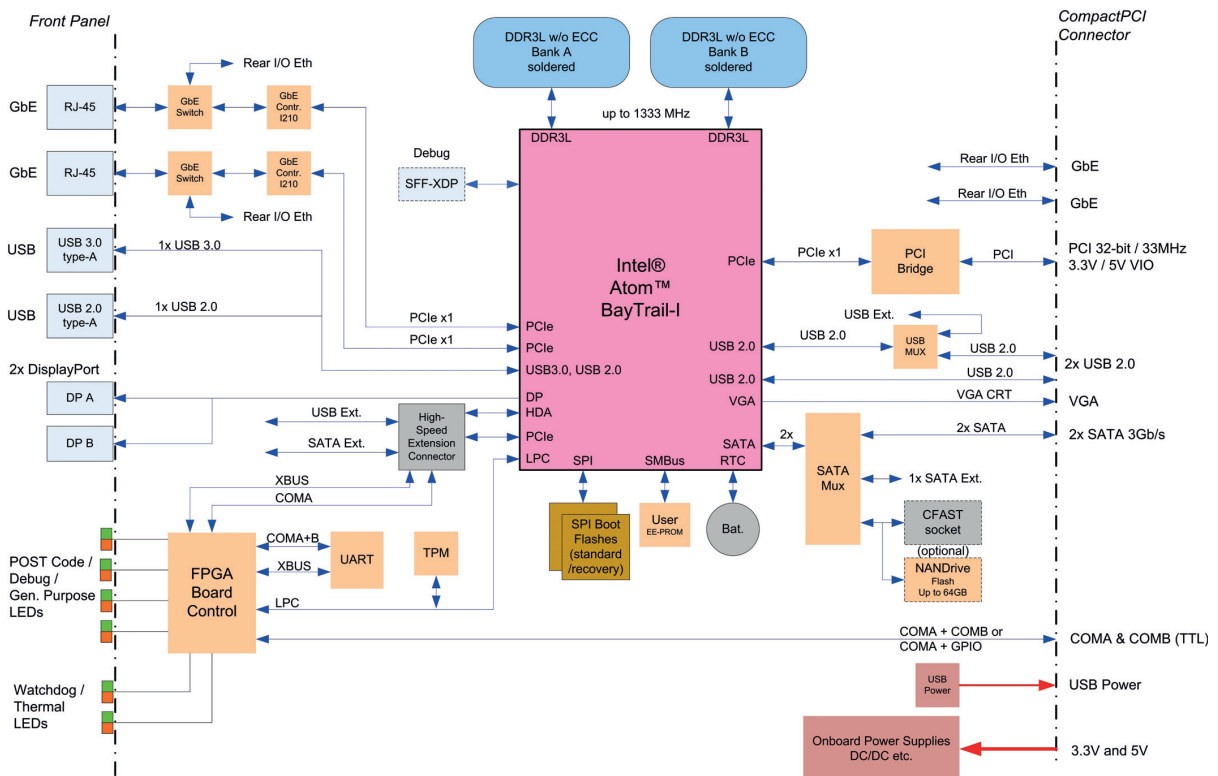 Front Panel
CompactPCI
Connector
DDR3L w/o ECC
Bank A
soldered
DDR3L w/o ECC
Bank B
soldered
Rear I/O Eth
GbE
RJ-45
GbE
Switch
GbE
Contr.
I210
up to 1333 MHz
DDR3L
DDR3L
Debug
SFF-XDP
GbE
RJ-45
GbE
Switch
GbE
Contr.
I210
Rear I/O Eth
Rear I/O Eth
GbE
Rear I/O Eth
GbE
USB
USB 3.0
type-A
1x USB 3.0
USB
USB 2.0
type-A
1x USB 2.0
Intel®
Atom™
BayTrail-I
PCIe
PCIe x1
PCI
Bridge
PCI
PCI 32-bit / 33MHz
3.3V / 5V VIO
PCIe x1
PCIe
PCIe x1
PCIe
USB3.0, USB 2.0
USB Ext.
USB 2.0
USB 2.0
USB
MUX
USB 2.0
2x USB 2.0
USB 2.0
USB 2.0
2x DisplayPort
DP A
DP B
DP
HDA
PCIe
LPC
VGA
VGA CRT
VGA
USB Ext.
SATA Ext.
High-
Speed
Extension
Connector
SATA
2x
SATA
Mux
2x SATA
2x SATA 3Gb/s
1x SATA Ext.
SPI
SMBus
RTC
XBUS
COMA
SPI Boot
Flashes
(standard
/recovery)
User
EE-PROM
Bat.
CFAST
socket
(optional)
NANDrive
Flash
Up to 64GB
POST Code /
Debug /
Gen. Purpose
LEDs
FPGA
Board
Control
COMA+B
XBUS
UART
TPM
LPC
COMA + COMB or
COMA + GPIO
COMA & COMB (TTL)
Watchdog /
Thermal
LEDs
USB
Power
USB Power
Onboard Power Supplies
DC/DC etc.
3.3V and 5V